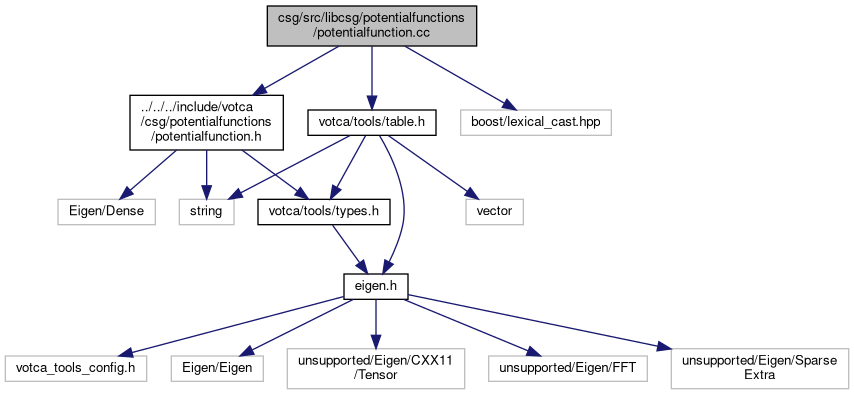 csg/src/libcsg/potentialfunctions
/potentialfunction.cc
../../../include/votca
/csg/potentialfunctions
/potentialfunction.h
votca/tools/table.h
boost/lexical_cast.hpp
Eigen/Dense
string
votca/tools/types.h
vector
eigen.h
votca_tools_config.h
Eigen/Eigen
unsupported/Eigen/CXX11
/Tensor
unsupported/Eigen/FFT
unsupported/Eigen/Sparse
Extra